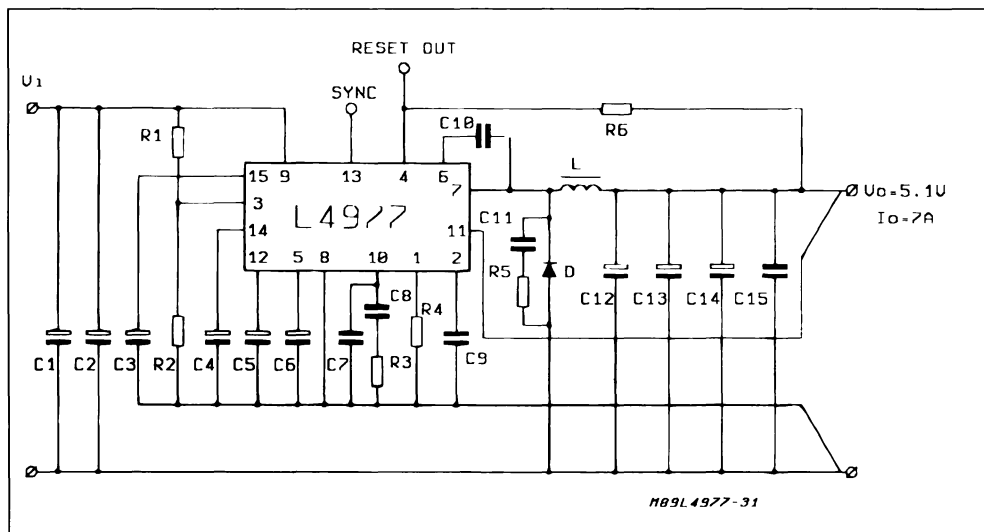 RESET OUT
Vi
SYNC
C10
R6
R1
15 9 13 4 6
7
L
Vo=5.1V
Io=7A
3
L4977
14
11
C11
12 5 8 10 1 2
R5
D
C8
R4
C12 C13 C14 C15
C1 C2 C3 R2 C4 C5 C6 C7 R3 C9
M89L4977-31